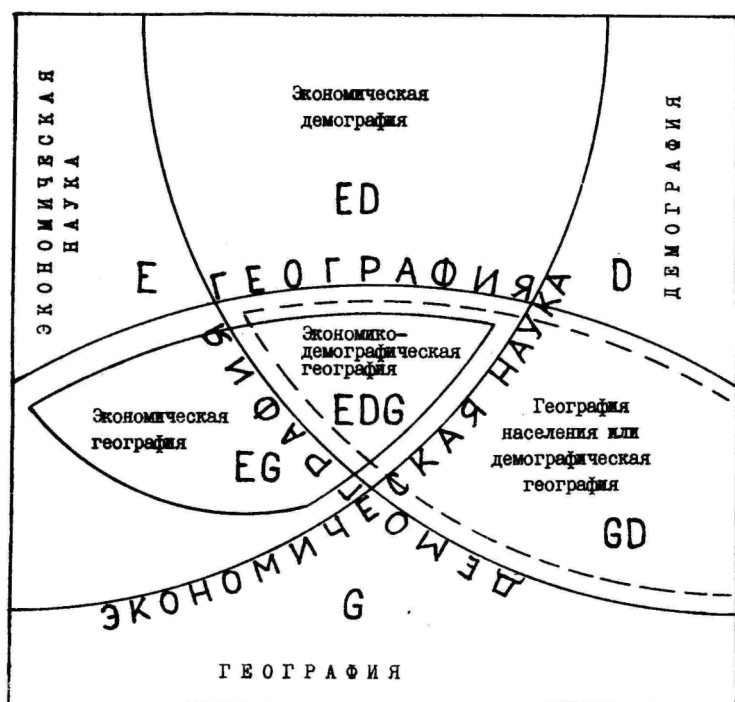 ЭКОНОМИЧЕСКАЯ
НАУКА
Экономическая
демография
ED
ДЕМОГРАФИЯ
E
ГЕОГРАФИЯ
D
Экономико-
демографическая
география
EDG
Экономическая
география
EG
География
населения или
демографическая
география
GD
ЭКОНОМИЧЕСКАЯ НАУКА
ДЕМОГРАФИЯ
G
ГЕОГРАФИЯ